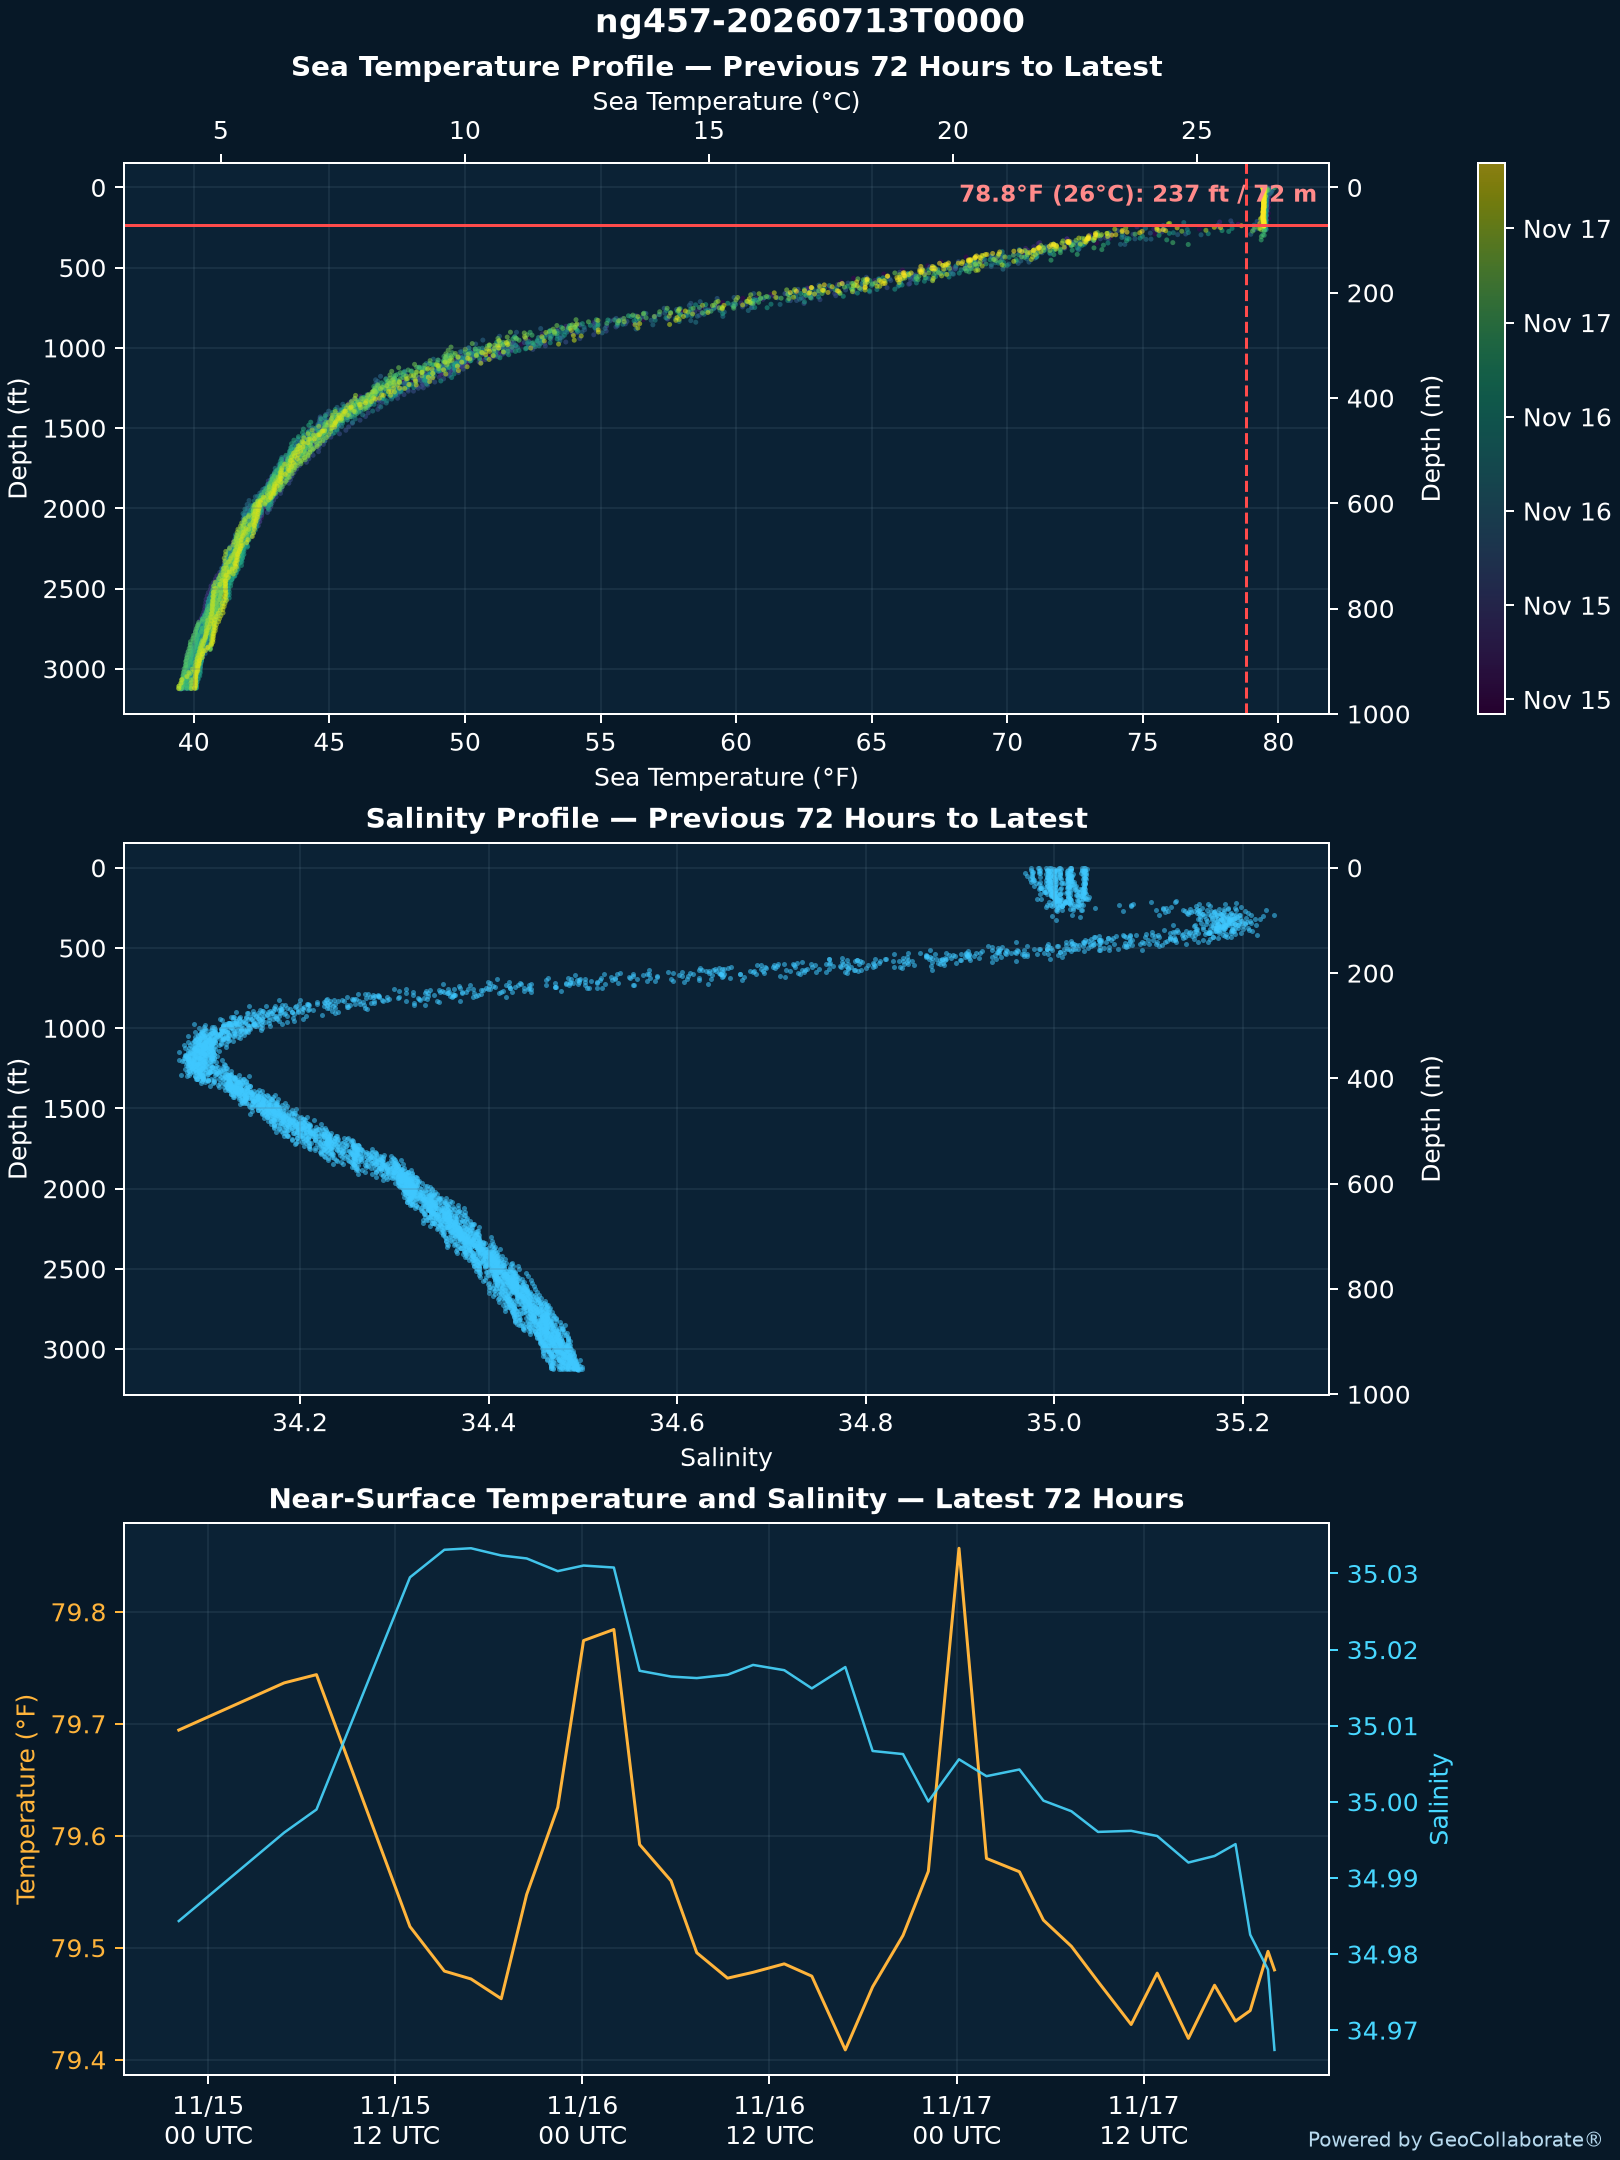 ng457-20260713T0000
Sea Temperature Profile — Previous 72 Hours to Latest
Sea Temperature (°C)
5 10 15 20 25
78.8°F (26°C): 237 ft / 72 m
0
500
1000
1500
2000
2500
3000
Depth (ft)
0
200
400
600
800
1000
Depth (m)
Nov 17
Nov 17
Nov 16
Nov 16
Nov 15
Nov 15
40 45 50 55 60 65 70 75 80
Sea Temperature (°F)
Salinity Profile — Previous 72 Hours to Latest
0
500
1000
1500
2000
2500
3000
Depth (ft)
0
200
400
600
800
1000
Depth (m)
34.2 34.4 34.6 34.8 35.0 35.2
Salinity
Near-Surface Temperature and Salinity — Latest 72 Hours
79.8
79.7
79.6
79.5
79.4
Temperature (°F)
35.03
35.02
35.01
35.00
34.99
34.98
34.97
Salinity
11/15 11/15 11/16 11/16 11/17 11/17
00 UTC 12 UTC 00 UTC 12 UTC 00 UTC 12 UTC
Powered by GeoCollaborate®